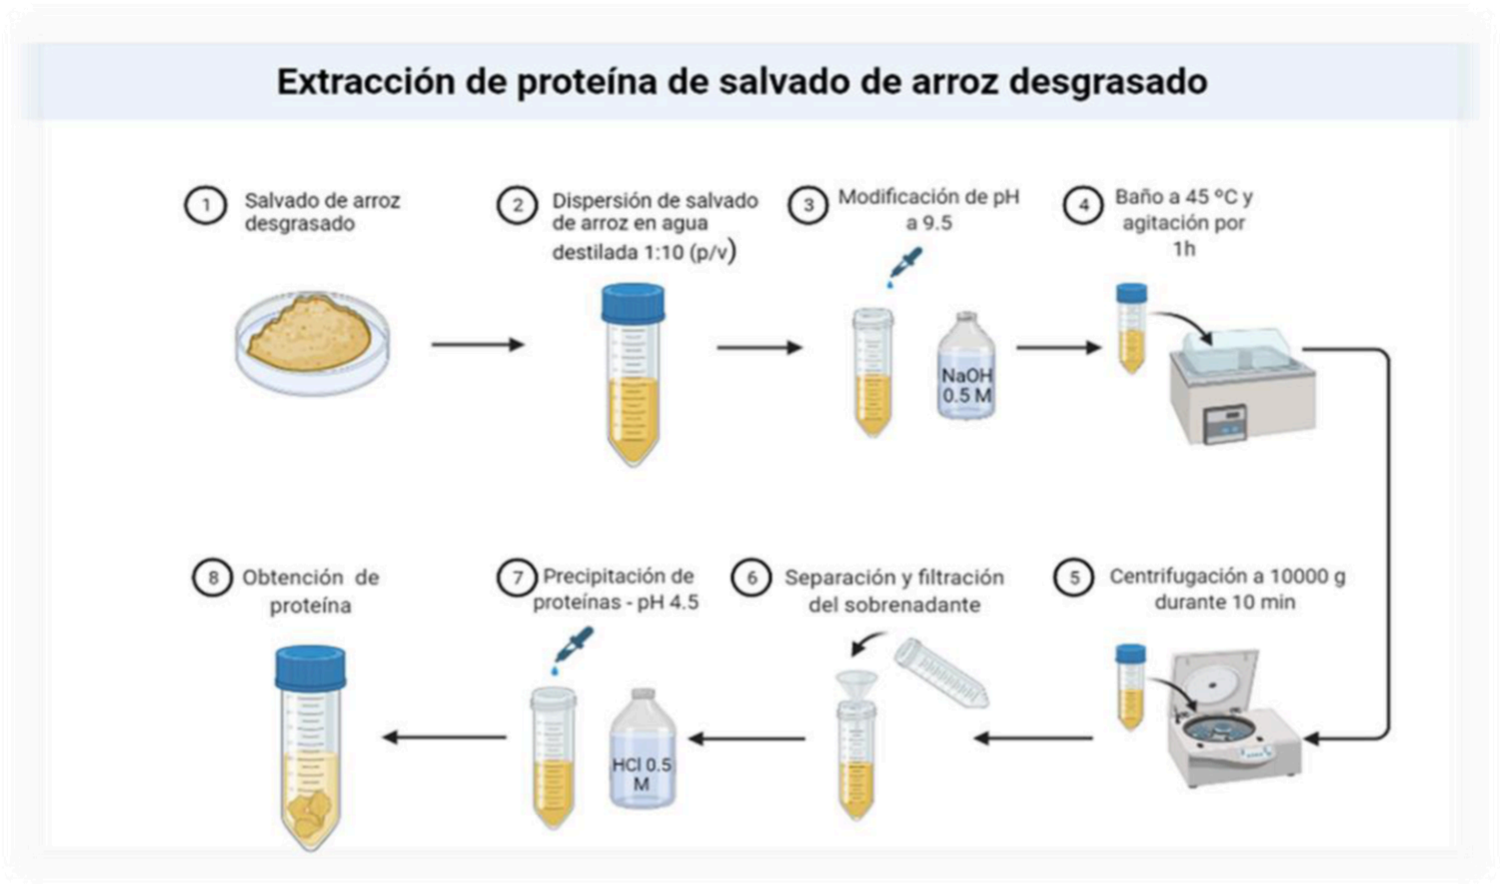 Extracción de proteína de salvado de arroz desgrasado
1
Salvado de arroz
desgrasado
2
Dispersión de salvado
de arroz en agua
destilada 1:10 (p/v)
3
Modificación de pH
a 9.5
NaOH
0.5 M
4
Baño a 45 ºC y
agitación por
1h
5
Centrifugación a 10000 g
durante 10 min
6
Separación y filtración
del sobrenadante
7
Precipitación de
proteínas - pH 4.5
HCl 0.5
M
8
Obtención de
proteína